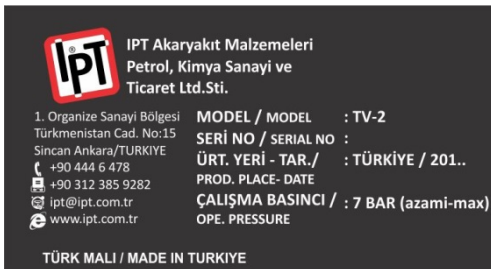 IPT
IPT Akaryakıt Malzemeleri
Petrol, Kimya Sanayi ve
Ticaret Ltd.Sti.
1. Organize Sanayi Bölgesi
Türkmenistan Cad. No:15
Sincan Ankara/TURKIYE
+90 444 6 478
+90 312 385 9282
ipt@ipt.com.tr
www.ipt.com.tr
MODEL / MODEL : TV-2
SERİ NO / SERIAL NO :
ÜRT. YERİ - TAR./ : TÜRKİYE / 201..
PROD. PLACE- DATE
ÇALIŞMA BASINCI / : 7 BAR (azami-max)
OPE. PRESSURE
TÜRK MALI / MADE IN TURKIYE